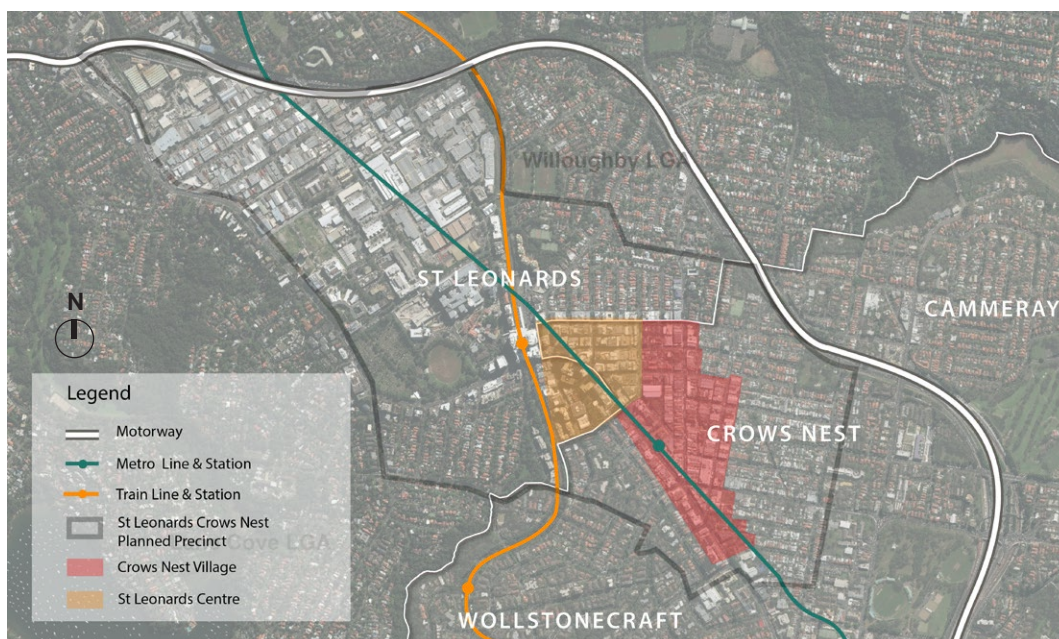 Willoughby LGA
ST LEONARDS
CAMMERAY
N
CROWS NEST
Legend
Motorway
Metro Line & Station
Train Line & Station
St Leonards Crows Nest
Planned Precinct
Cove LGA
Crows Nest Village
St Leonards Centre
WOLLSTONECRAFT